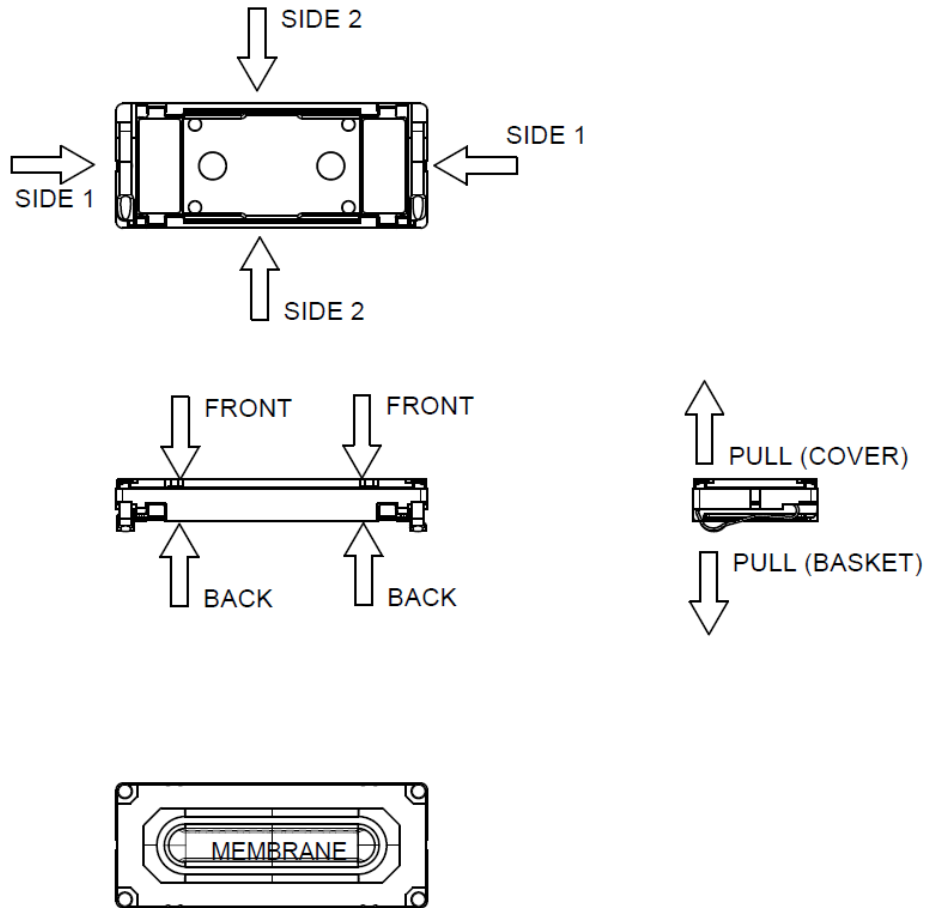 SIDE 2
SIDE 1
SIDE 1
SIDE 2
FRONT
FRONT
PULL (COVER)
PULL (BASKET)
BACK
BACK
MEMBRANE